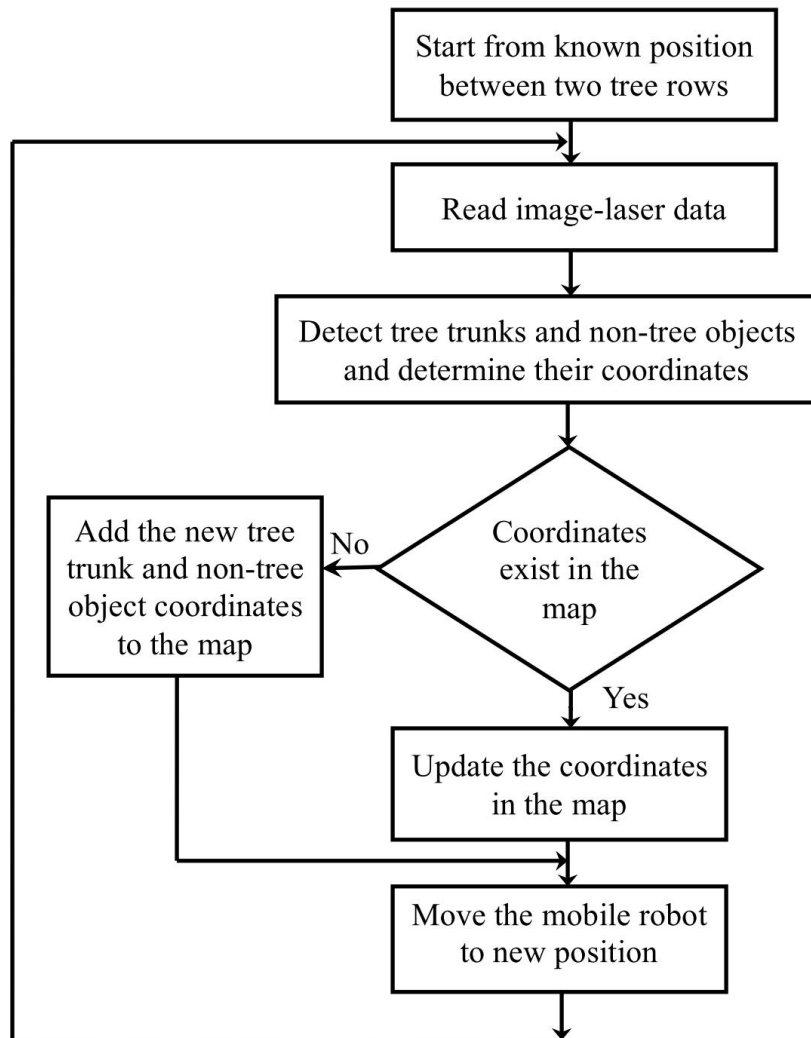 Start from known position
between two tree rows
Read image-laser data
Detect tree trunks and non-tree objects
and determine their coordinates
Coordinates
exist in the
map
No
Add the new tree
trunk and non-tree
object coordinates
to the map
Yes
Update the coordinates
in the map
Move the mobile robot
to new position